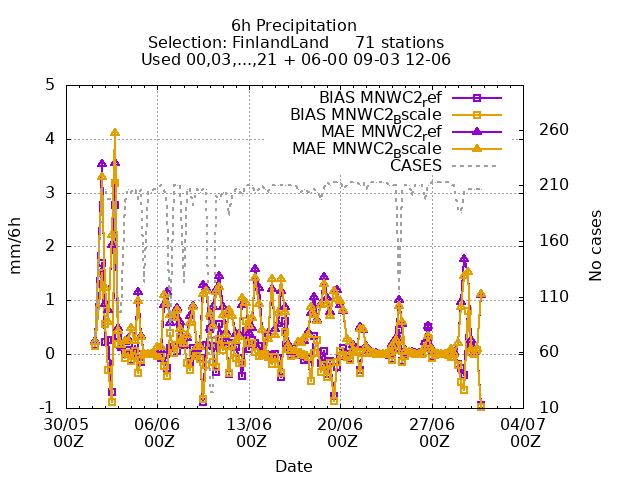 6h Precipitation
Selection: FinlandLand 71 stations
Used 00,03,...,21 + 06-00 09-03 12-06
BIAS MNWC2_ref
BIAS MNWC2_Bscale
MAE MNWC2_ref
MAE MNWC2_Bscale
CASES
5
4
3
2
1
0
-1
mm/6h
260
210
160
110
60
10
No cases
30/05 06/06 13/06 20/06 27/06 04/07
00Z 00Z 00Z 00Z 00Z 00Z
Date